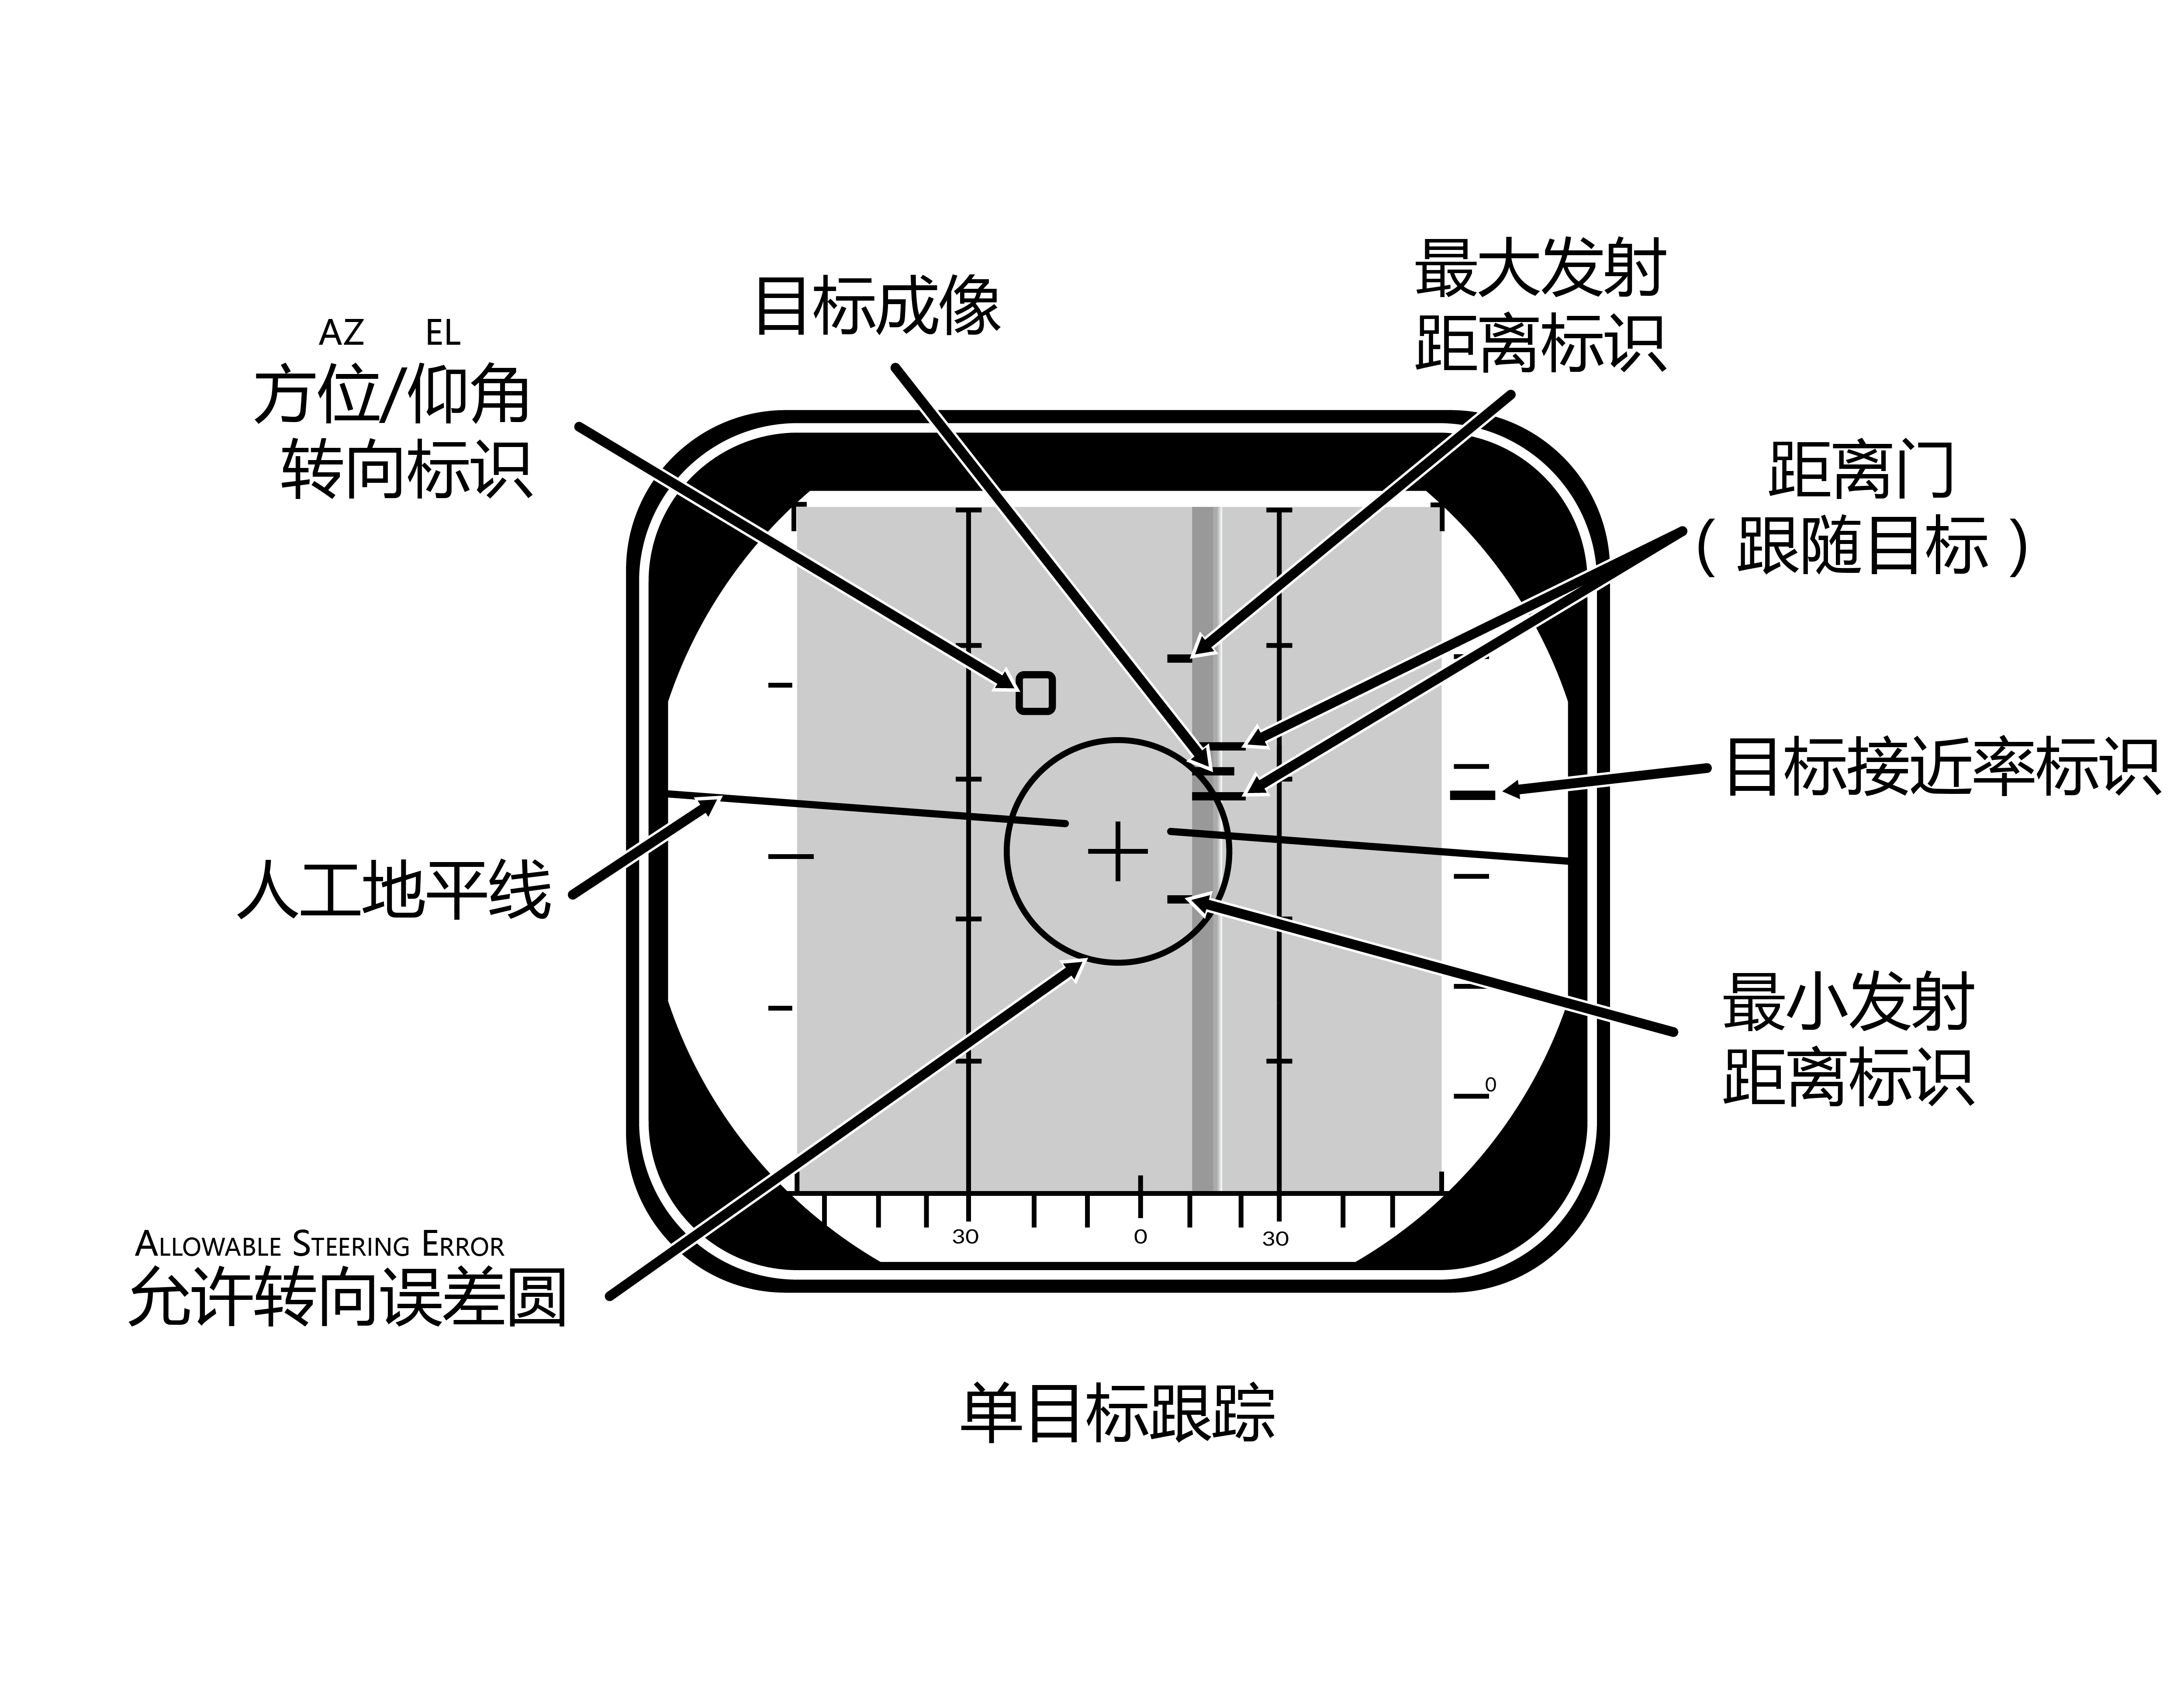 AZ EL
方位/仰角
转向标识
目标成像
最大发射
距离标识
距离门
（跟随目标）
目标接近率标识
人工地平线
最小发射
距离标识
0
30 0 30
ALLOWABLE STEERING ERROR
允许转向误差圆
单目标跟踪